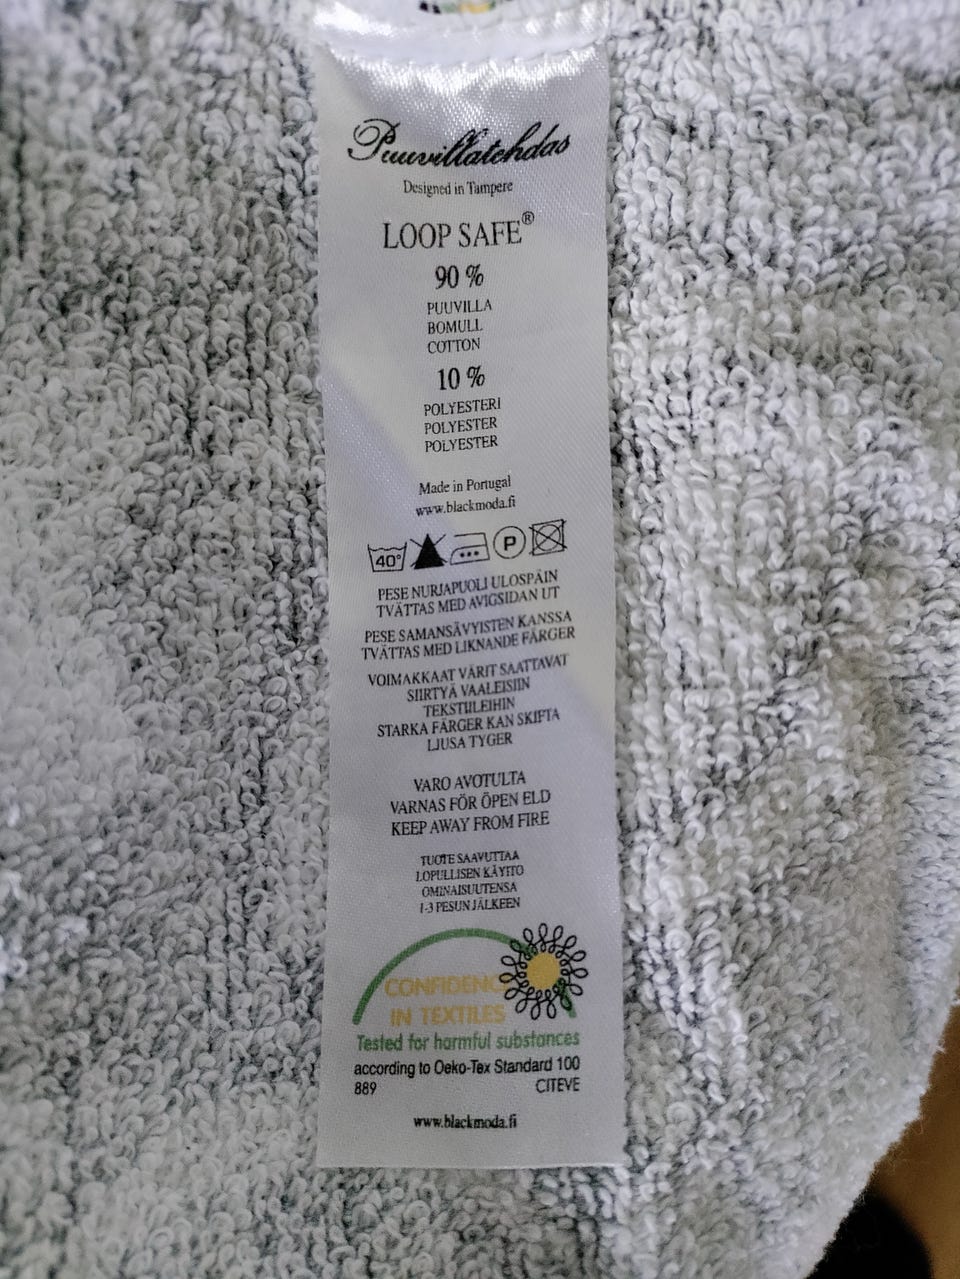 Puuvillatehdas
Designed in Tampere
LOOP SAFE®
90 %
PUUVILLA
BOMULL
COTTON
10 %
POLYESTERI
POLYESTER
POLYESTER
Made in Portugal
www.blackmoda.fi
40° P
PESE NURJAPUOLI ULOSPÄIN
TVÄTTAS MED AVIGSIDAN UT
PESE SAMANSÄVYISTEN KANSSA
TVÄTTAS MED LIKNANDE FÄRGER
VOIMAKKAAT VÄRIT SAATTAVAT
SIIRTYÄ VAALEISIIN
TEKSTIILEIHIN
STARKA FÄRGER KAN SKIFTA
LJUSA TYGER
VARO AVOTULTA
VARNAS FÖR ÖPEN ELD
KEEP AWAY FROM FIRE
TUOTE SAAVUTTAA
LOPULLISEN KÄYTTÖ
OMINAISUUTENSA
1-3 PESUN JÄLKEEN
CONFIDENCE
IN TEXTILES
Tested for harmful substances
according to Oeko-Tex Standard 100
889 CITEVE
www.blackmoda.fi